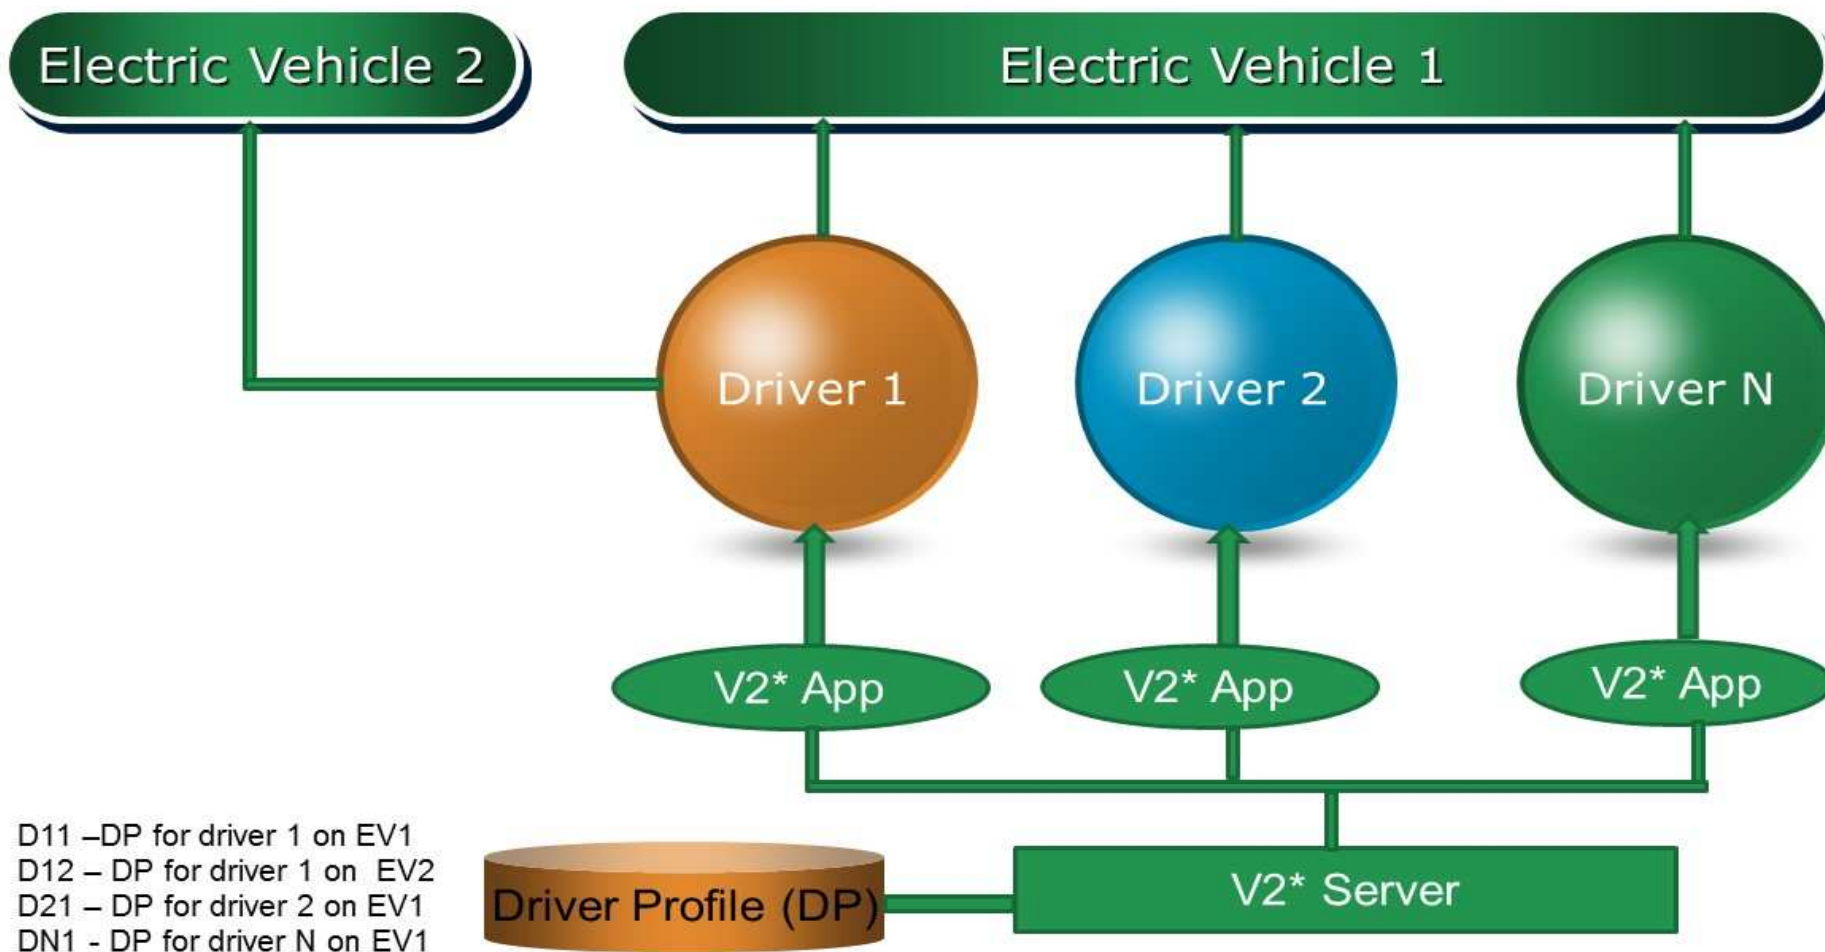 Electric Vehicle 2
Electric Vehicle 1
Driver 1
Driver 2
Driver N
V2* App
V2* App
V2* App
D11 –DP for driver 1 on EV1
D12 – DP for driver 1 on  EV2
D21 – DP for driver 2 on EV1
DN1 - DP for driver N on EV1
Driver Profile (DP)
V2* Server